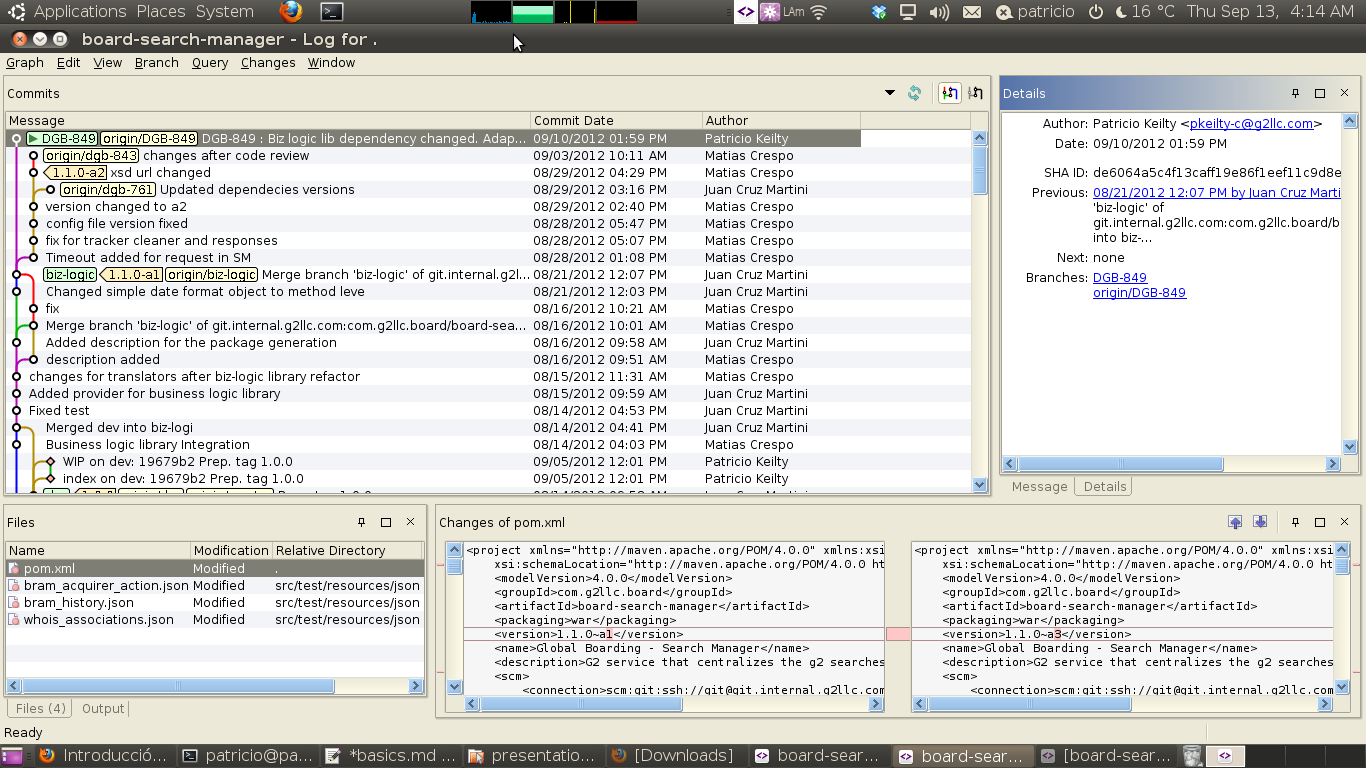 Applications Places System LAm patricio 16 °C Thu Sep 13, 4:14 AM
board-search-manager - Log for .
Graph Edit View Branch Query Changes Window
Commits
Message Commit Date Author
DGB-849 origin/DGB-849 DGB-849 : Biz logic lib dependency changed. Adap... 09/10/2012 01:59 PM Patricio Keilty
origin/dgb-843 changes after code review 09/03/2012 10:11 AM Matias Crespo
1.1.0-a2 xsd url changed 08/29/2012 04:29 PM Matias Crespo
origin/dgb-761 Updated dependecies versions 08/29/2012 03:16 PM Juan Cruz Martini
version changed to a2 08/29/2012 02:40 PM Matias Crespo
config file version fixed 08/28/2012 05:47 PM Matias Crespo
fix for tracker cleaner and responses 08/28/2012 05:07 PM Matias Crespo
Timeout added for request in SM 08/28/2012 01:08 PM Matias Crespo
biz-logic 1.1.0-a1 origin/biz-logic Merge branch 'biz-logic' of git.internal.g2l... 08/21/2012 12:07 PM Juan Cruz Martini
Changed simple date format object to method leve 08/21/2012 12:03 PM Juan Cruz Martini
fix 08/16/2012 10:21 AM Matias Crespo
Merge branch 'biz-logic' of git.internal.g2llc.com:com.g2llc.board/board-sea... 08/16/2012 10:01 AM Matias Crespo
Added description for the package generation 08/16/2012 09:58 AM Juan Cruz Martini
description added 08/16/2012 09:51 AM Matias Crespo
changes for translators after biz-logic library refactor 08/15/2012 11:31 AM Matias Crespo
Added provider for business logic library 08/15/2012 09:59 AM Juan Cruz Martini
Fixed test 08/14/2012 04:53 PM Juan Cruz Martini
Merged dev into biz-logi 08/14/2012 04:41 PM Juan Cruz Martini
Business logic library Integration 08/14/2012 04:03 PM Matias Crespo
WIP on dev: 19679b2 Prep. tag 1.0.0 09/05/2012 12:01 PM Patricio Keilty
index on dev: 19679b2 Prep. tag 1.0.0 09/05/2012 12:01 PM Patricio Keilty
Details
Author: Patricio Keilty <pkeilty-c@g2llc.com>
Date: 09/10/2012 01:59 PM
SHA ID: de6064a5c4f13caff19e86f1eef11c9d8e
Previous: 08/21/2012 12:07 PM by Juan Cruz Marti
'biz-logic' of
git.internal.g2llc.com:com.g2llc.board/b
into biz-...
Next: none
Branches: DGB-849
origin/DGB-849
Message Details
Files
Name Modification Relative Directory
pom.xml Modified .
bram_acquirer_action.json Modified src/test/resources/json
bram_history.json Modified src/test/resources/json
whois_associations.json Modified src/test/resources/json
Files (4) Output
Changes of pom.xml
<project xmlns="http://maven.apache.org/POM/4.0.0" xmlns:xsi
xsi:schemaLocation="http://maven.apache.org/POM/4.0.0 ht
<modelVersion>4.0.0</modelVersion>
<groupId>com.g2llc.board</groupId>
<artifactId>board-search-manager</artifactId>
<packaging>war</packaging>
<version>1.1.0~a1</version>
<name>Global Boarding - Search Manager</name>
<description>G2 service that centralizes the g2 searches
<scm>
<connection>scm:git:ssh://git@git.internal.g2llc.com
<project xmlns="http://maven.apache.org/POM/4.0.0" xmlns:xsi
xsi:schemaLocation="http://maven.apache.org/POM/4.0.0 ht
<modelVersion>4.0.0</modelVersion>
<groupId>com.g2llc.board</groupId>
<artifactId>board-search-manager</artifactId>
<packaging>war</packaging>
<version>1.1.0~a3</version>
<name>Global Boarding - Search Manager</name>
<description>G2 service that centralizes the g2 searches
<scm>
<connection>scm:git:ssh://git@git.internal.g2llc.com
Ready
Introducció... patricio@pa... *basics.md ... presentatio... [Downloads] board-sear... board-sear... [board-sear...